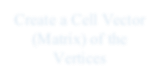 Create a Cell Vector
(Matrix) of the
Vertices